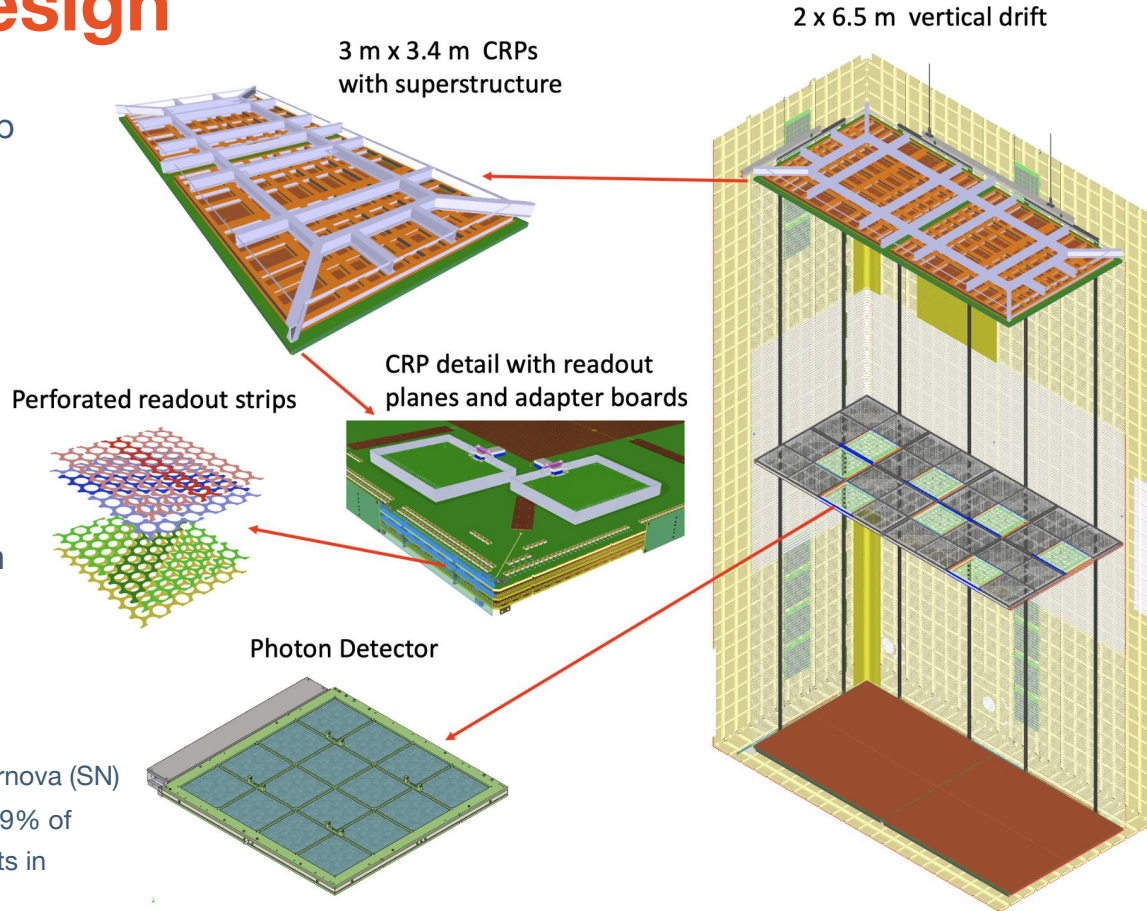 esign
2 x 6.5 m vertical drift
3 m x 3.4 m CRPs
with superstructure
CRP detail with readout
planes and adapter boards
Perforated readout strips
Photon Detector
rnova (SN)
9% of
ts in